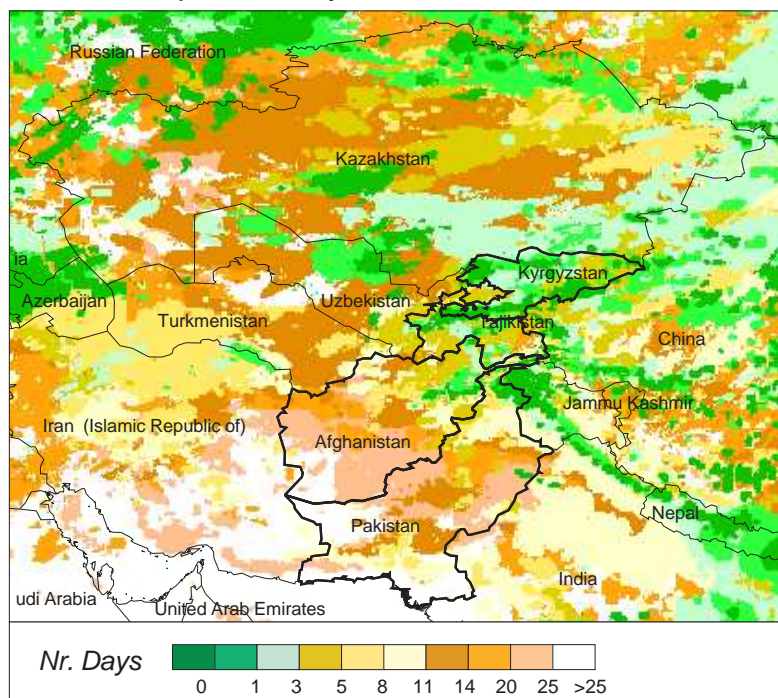 Russian Federation
Kazakhstan
ia
Kyrgyzstan
Azerbaijan
Uzbekistan
Turkmenistan
Tajikistan
China
Jammu Kashmir
Iran (Islamic Republic of)
Afghanistan
Nepal
Pakistan
India
udi Arabia
United Arab Emirates
Nr. Days
0 1 3 5 8 11 14 20 25 >25